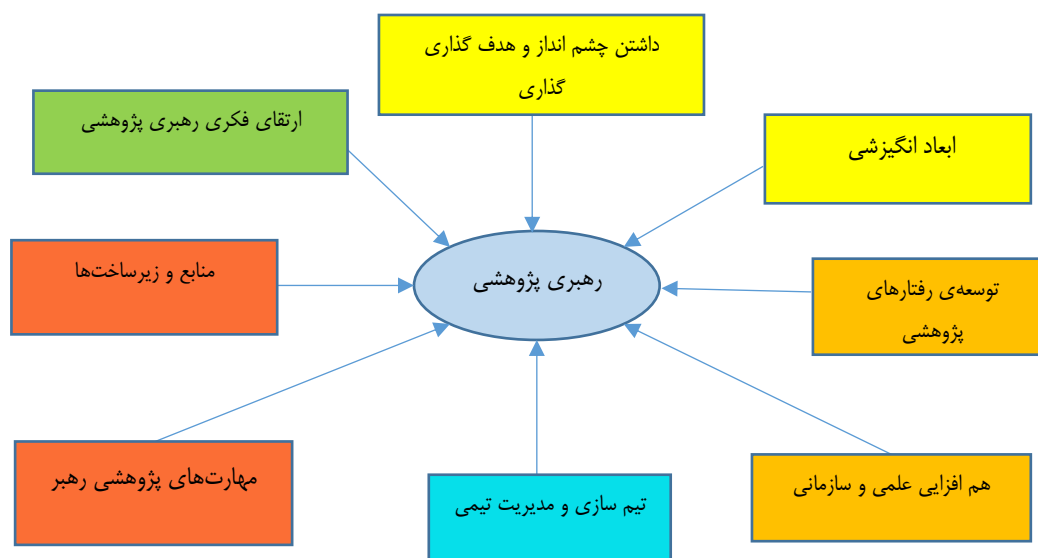 داشتن چشم انداز و هدف گذاری
گذاری
ارتقای فکری رهبری پژوهشی
ابعاد انگیزشی
منابع و زیرساخت‌ها
رهبری پژوهشی
توسعه‌ی رفتارهای
پژوهشی
مهارت‌های پژوهشی رهبر
تیم سازی و مدیریت تیمی
هم افزایی علمی و سازمانی